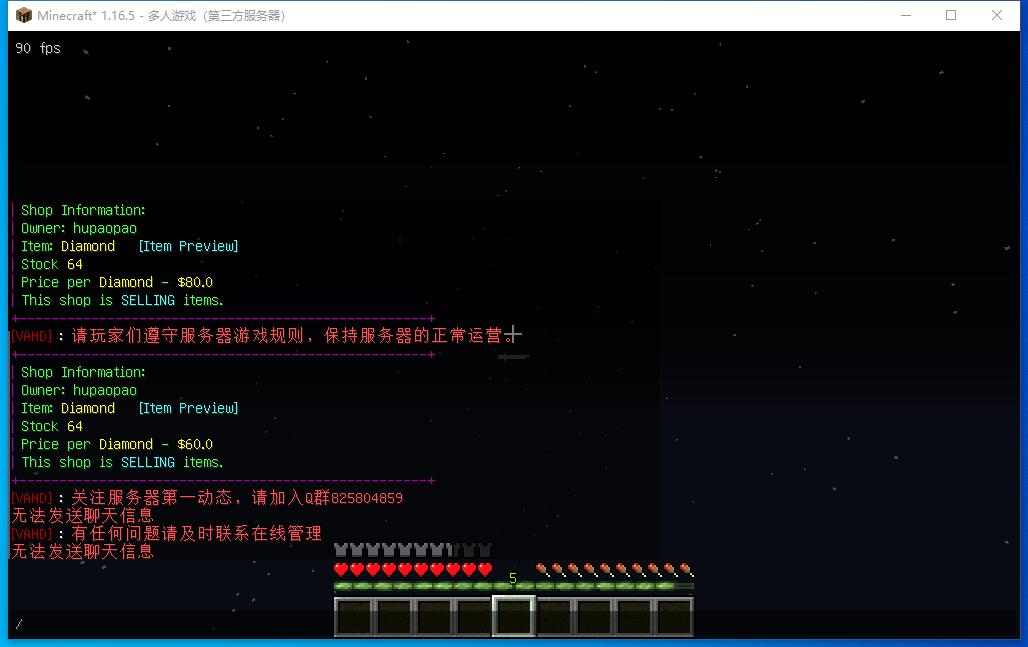 Minecraft* 1.16.5 - 多人游戏（第三方服务器）
90 fps
Shop Information:
Owner: hupaopao
Item: Diamond [Item Preview]
Stock 64
Price per Diamond - $80.0
This shop is SELLING items.
+---------------------------------------------------+
[VAHD]：请玩家们遵守服务器游戏规则，保持服务器的正常运营。
+---------------------------------------------------+
Shop Information:
Owner: hupaopao
Item: Diamond [Item Preview]
Stock 64
Price per Diamond - $60.0
This shop is SELLING items.
+---------------------------------------------------+
[VAHD]：关注服务器第一动态，请加入Q群825804859
无法发送聊天信息
[VAHD]：有任何问题请及时联系在线管理
无法发送聊天信息
5
/